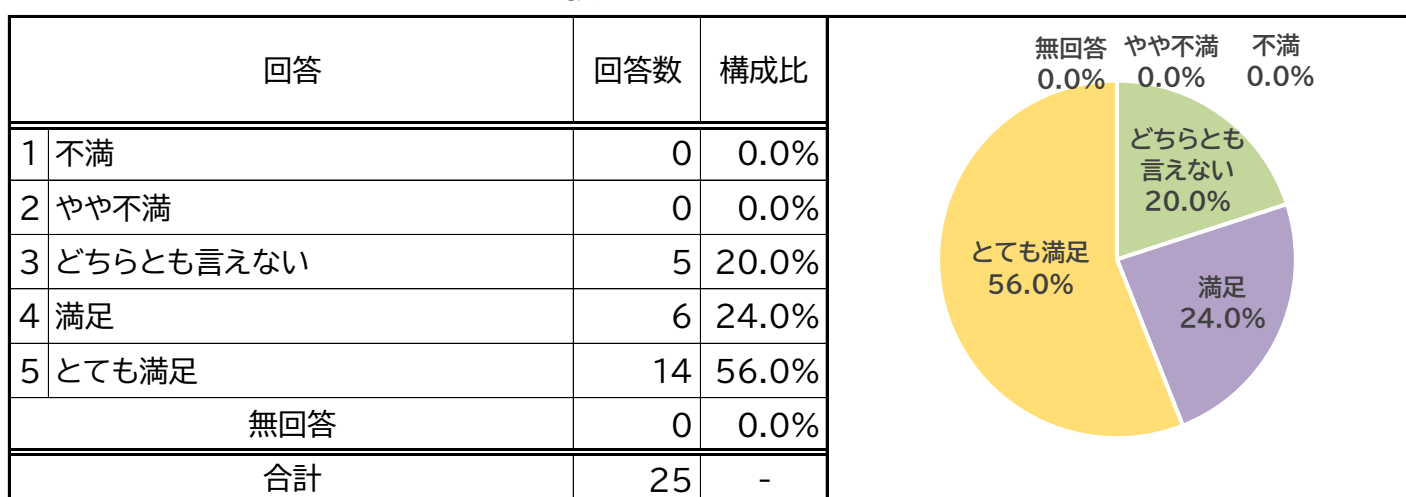 回答 回答数 構成比
1 不満 0 0.0%
2 やや不満 0 0.0%
3 どちらとも言えない 5 20.0%
4 満足 6 24.0%
5 とても満足 14 56.0%
無回答 0 0.0%
合計 25 -
無回答 やや不満 不満
0.0% 0.0% 0.0%
どちらとも
言えない
20.0%
とても満足
56.0%
満足
24.0%